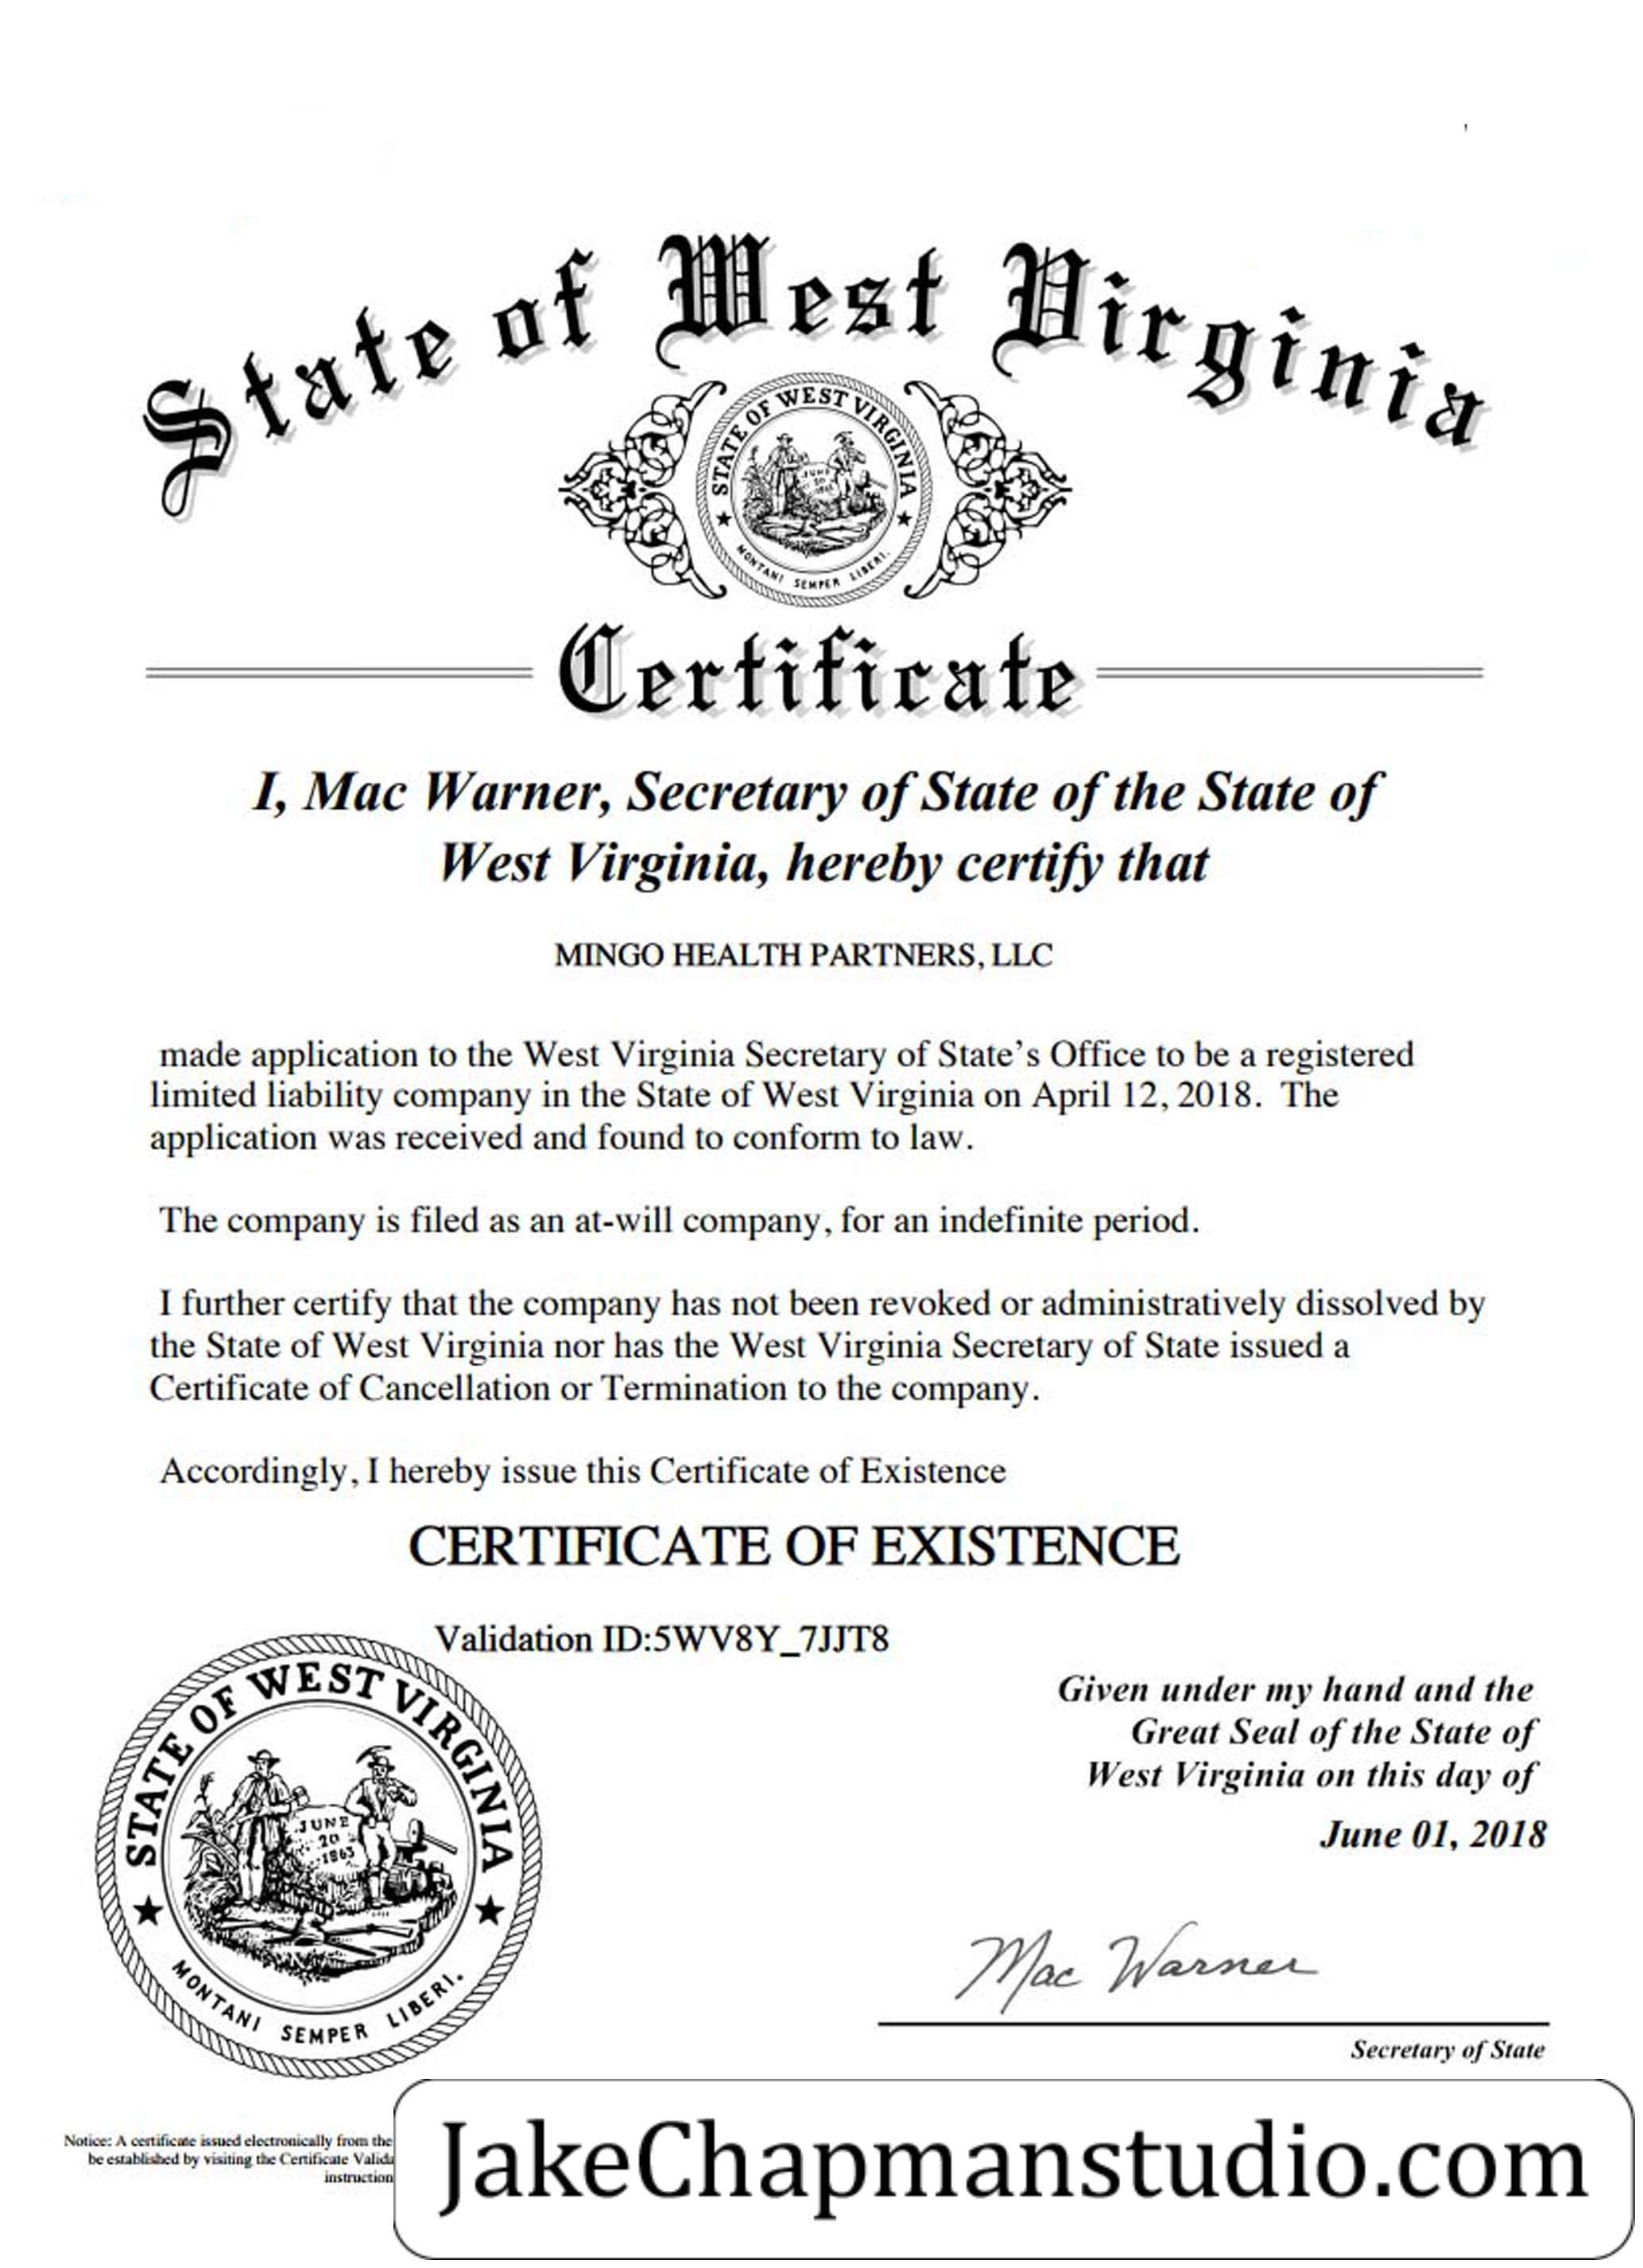 State of West Virginia
STATE OF WEST VIRGINIA
JUNE
20
1863
MONTANI SEMPER LIBERI.
Certificate
I, Mac Warner, Secretary of State of the State of
West Virginia, hereby certify that
MINGO HEALTH PARTNERS, LLC
made application to the West Virginia Secretary of State’s Office to be a registered
limited liability company in the State of West Virginia on April 12, 2018. The
application was received and found to conform to law.
The company is filed as an at-will company, for an indefinite period.
I further certify that the company has not been revoked or administratively dissolved by
the State of West Virginia nor has the West Virginia Secretary of State issued a
Certificate of Cancellation or Termination to the company.
Accordingly, I hereby issue this Certificate of Existence
CERTIFICATE OF EXISTENCE
Validation ID:5WV8Y_7JJT8
STATE OF WEST VIRGINIA
JUNE
20
1863
MONTANI SEMPER LIBERI.
Given under my hand and the
Great Seal of the State of
West Virginia on this day of
June 01, 2018
Mac Warner
Secretary of State
Notice: A certificate issued electronically from the
be established by visiting the Certificate Valida
instruction
JakeChapmanstudio.com